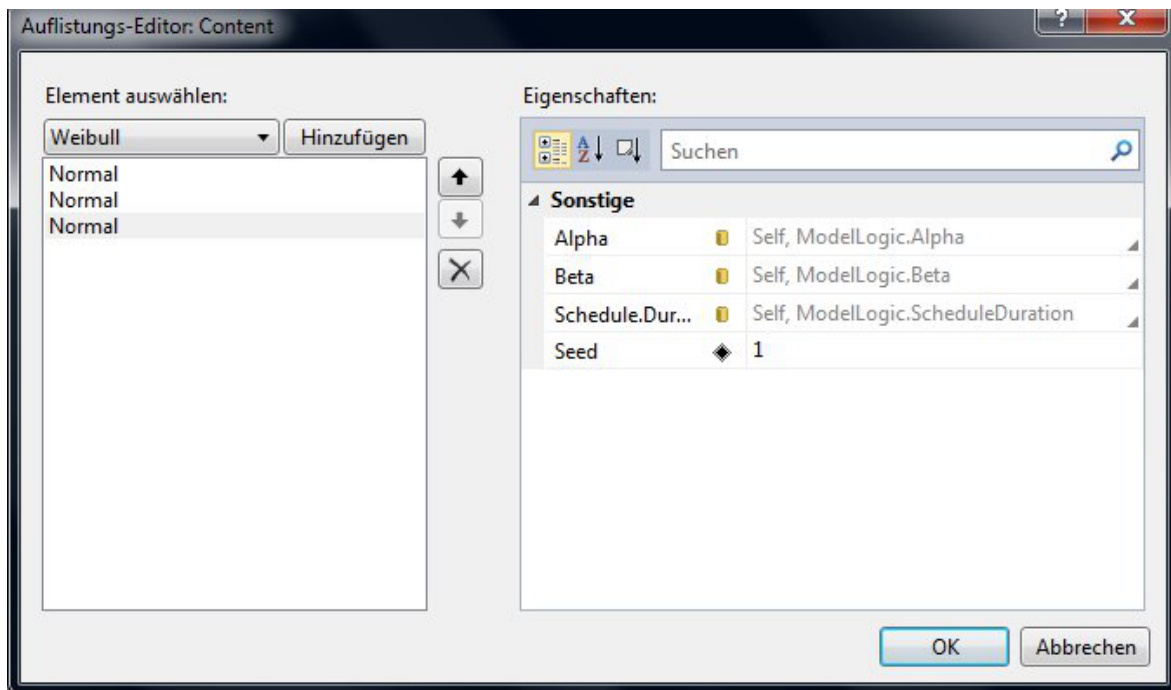 Auflistungs-Editor: Content
Element auswählen:
Weibull
Hinzufügen
Normal
Normal
Normal
Eigenschaften:
Suchen
Sonstige
Alpha Self, ModelLogic.Alpha
Beta Self, ModelLogic.Beta
Schedule.Dur... Self, ModelLogic.ScheduleDuration
Seed 1
OK
Abbrechen